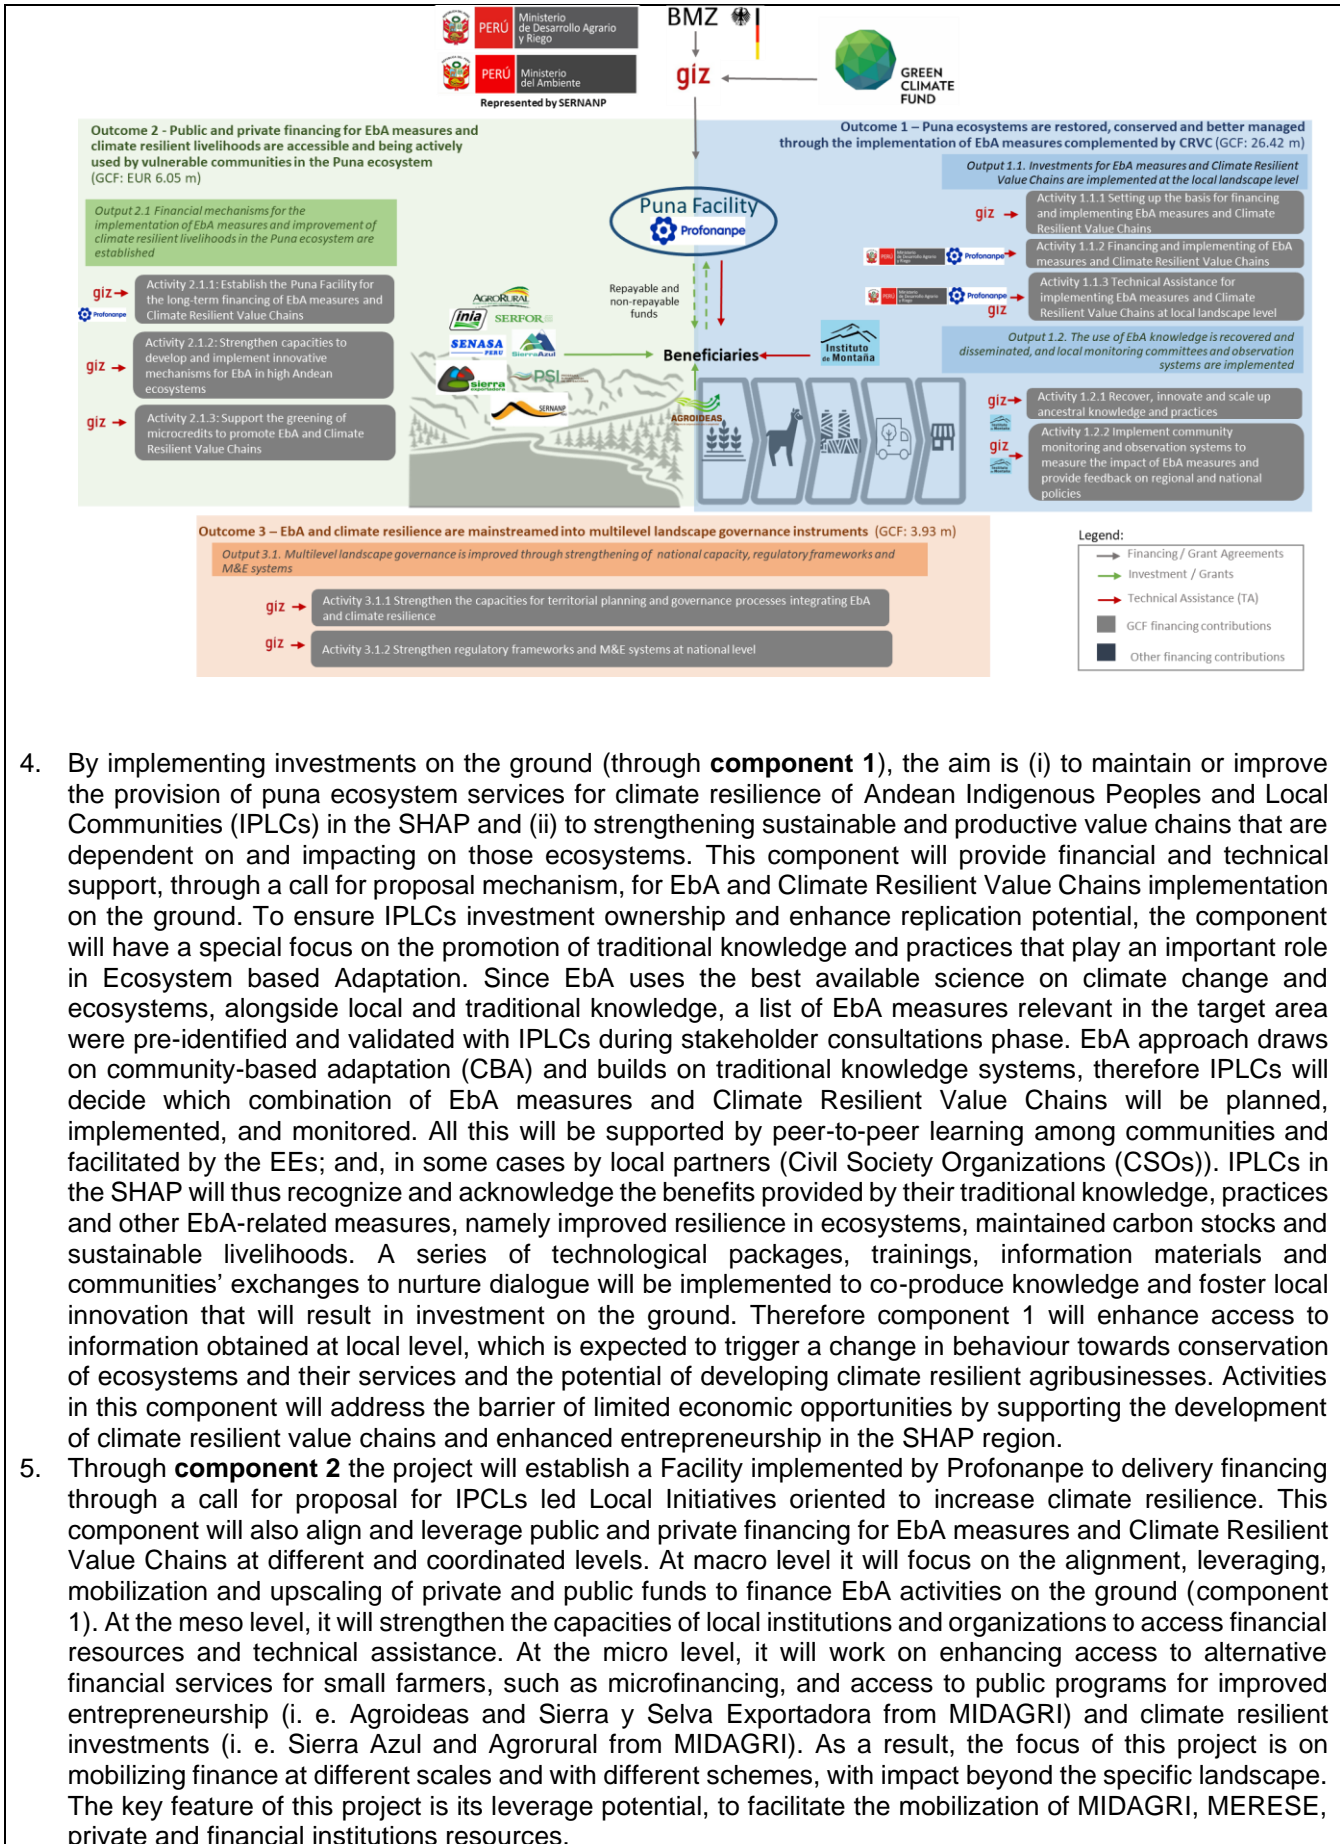 PERÚ
Ministerio
de Desarrollo Agrario
y Riego
PERÚ
Ministerio
del Ambiente
Represented by SERNANP
BMZ
giz
GREEN
CLIMATE
FUND
Outcome 2 - Public and private financing for EbA measures and
climate resilient livelihoods are accessible and being actively
used by vulnerable communities in the Puna ecosystem
(GCF: EUR 6.05 m)
Output 2.1 Financial mechanisms for the
implementation of EbA measures and improvement of
climate resilient livelihoods in the Puna ecosystem are
established
giz
Profonanpe
Activity 2.1.1: Establish the Puna Facility for
the long-term financing of EbA measures and
Climate Resilient Value Chains
giz
Activity 2.1.2: Strengthen capacities to
develop and implement innovative
mechanisms for EbA in high Andean
ecosystems
giz
Activity 2.1.3: Support the greening of
microcredits to promote EbA and Climate
Resilient Value Chains
Puna Facility
Profonanpe
Repayable and
non-repayable
funds
AGRORURAL
inia
SERFOR
SENASA
PERU
SierraAzul
sierra
exportadora
PSI
SERNANP
Beneficiaries
AGROIDEAS
Instituto
de Montaña
Outcome 1 – Puna ecosystems are restored, conserved and better managed
through the implementation of EbA measures complemented by CRVC (GCF: 26.42 m)
Output 1.1. Investments for EbA measures and Climate Resilient
Value Chains are implemented at the local landscape level
giz
Activity 1.1.1 Setting up the basis for financing
and implementing EbA measures and Climate
Resilient Value Chains
PERÚ
Profonanpe
Activity 1.1.2 Financing and implementing of EbA
measures and Climate Resilient Value Chains
PERÚ
Profonanpe
giz
Activity 1.1.3 Technical Assistance for
implementing EbA measures and Climate
Resilient Value Chains at local landscape level
Output 1.2. The use of EbA knowledge is recovered and
disseminated, and local monitoring committees and observation
systems are implemented
giz
Activity 1.2.1 Recover, innovate and scale up
ancestral knowledge and practices
giz
Activity 1.2.2 Implement community
monitoring and observation systems to
measure the impact of EbA measures and
provide feedback on regional and national
policies
Outcome 3 – EbA and climate resilience are mainstreamed into multilevel landscape governance instruments (GCF: 3.93 m)
Output 3.1. Multilevel landscape governance is improved through strengthening of national capacity, regulatory frameworks and
M&E systems
giz
Activity 3.1.1 Strengthen the capacities for territorial planning and governance processes integrating EbA
and climate resilience
giz
Activity 3.1.2 Strengthen regulatory frameworks and M&E systems at national level
Legend:
Financing / Grant Agreements
Investment / Grants
Technical Assistance (TA)
GCF financing contributions
Other financing contributions
4. By implementing investments on the ground (through component 1), the aim is (i) to maintain or improve
the provision of puna ecosystem services for climate resilience of Andean Indigenous Peoples and Local
Communities (IPLCs) in the SHAP and (ii) to strengthening sustainable and productive value chains that are
dependent on and impacting on those ecosystems. This component will provide financial and technical
support, through a call for proposal mechanism, for EbA and Climate Resilient Value Chains implementation
on the ground. To ensure IPLCs investment ownership and enhance replication potential, the component
will have a special focus on the promotion of traditional knowledge and practices that play an important role
in Ecosystem based Adaptation. Since EbA uses the best available science on climate change and
ecosystems, alongside local and traditional knowledge, a list of EbA measures relevant in the target area
were pre-identified and validated with IPLCs during stakeholder consultations phase. EbA approach draws
on community-based adaptation (CBA) and builds on traditional knowledge systems, therefore IPLCs will
decide which combination of EbA measures and Climate Resilient Value Chains will be planned,
implemented, and monitored. All this will be supported by peer-to-peer learning among communities and
facilitated by the EEs; and, in some cases by local partners (Civil Society Organizations (CSOs)). IPLCs in
the SHAP will thus recognize and acknowledge the benefits provided by their traditional knowledge, practices
and other EbA-related measures, namely improved resilience in ecosystems, maintained carbon stocks and
sustainable livelihoods. A series of technological packages, trainings, information materials and
communities’ exchanges to nurture dialogue will be implemented to co-produce knowledge and foster local
innovation that will result in investment on the ground. Therefore component 1 will enhance access to
information obtained at local level, which is expected to trigger a change in behaviour towards conservation
of ecosystems and their services and the potential of developing climate resilient agribusinesses. Activities
in this component will address the barrier of limited economic opportunities by supporting the development
of climate resilient value chains and enhanced entrepreneurship in the SHAP region.
5. Through component 2 the project will establish a Facility implemented by Profonanpe to delivery financing
through a call for proposal for IPCLs led Local Initiatives oriented to increase climate resilience. This
component will also align and leverage public and private financing for EbA measures and Climate Resilient
Value Chains at different and coordinated levels. At macro level it will focus on the alignment, leveraging,
mobilization and upscaling of private and public funds to finance EbA activities on the ground (component
1). At the meso level, it will strengthen the capacities of local institutions and organizations to access financial
resources and technical assistance. At the micro level, it will work on enhancing access to alternative
financial services for small farmers, such as microfinancing, and access to public programs for improved
entrepreneurship (i. e. Agroideas and Sierra y Selva Exportadora from MIDAGRI) and climate resilient
investments (i. e. Sierra Azul and Agrorural from MIDAGRI). As a result, the focus of this project is on
mobilizing finance at different scales and with different schemes, with impact beyond the specific landscape.
The key feature of this project is its leverage potential, to facilitate the mobilization of MIDAGRI, MERESE,
private and financial institutions resources.